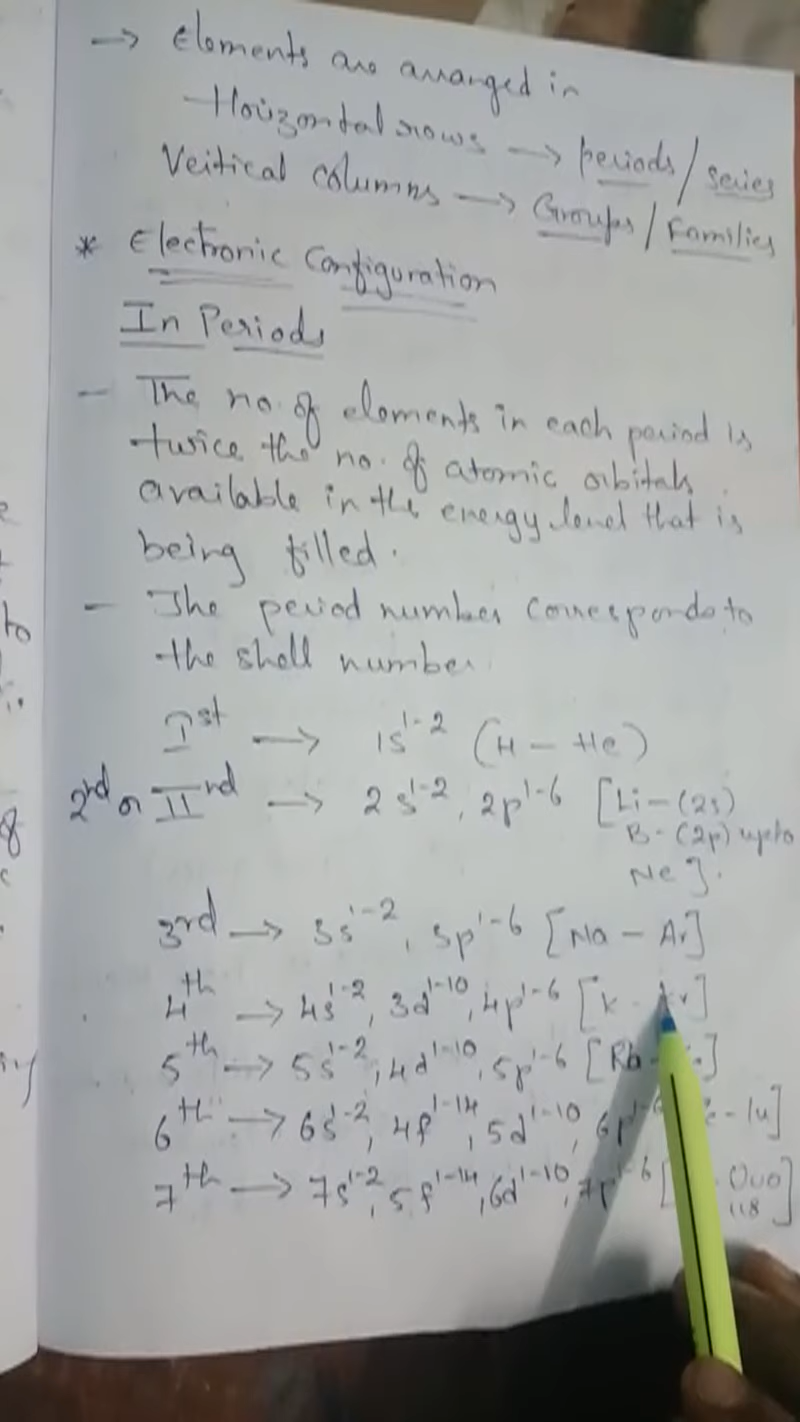 → Elements are arranged in
Horizontal rows → periods / series
Vertical columns → Groups / Families
* Electronic Configuration
In Periods
- The no. of elements in each period is
twice the no. of atomic orbitals
available in the energy level that is
being filled.
- The period number corresponds to
the shell number.
Ist → 1s¹⁻² (H - He)
2rd or IInd → 2s¹⁻², 2p¹⁻⁶ [Li - (2s)
B - (2p) upto
Ne].
3rd → 3s¹⁻², 3p¹⁻⁶ [Na - Ar]
4th → 4s¹⁻², 3d¹⁻¹⁰, 4p¹⁻⁶ [K - r]
5th → 5s¹⁻², 4d¹⁻¹⁰, 5p¹⁻⁶ [Rb - ]
6th → 6s¹⁻², 4f¹⁻¹⁴, 5d¹⁻¹⁰, 6p¹⁻⁶ - Lu]
7th → 7s¹⁻², 5f¹⁻¹⁴, 6d¹⁻¹⁰, 7p¹⁻⁶ [ Ouo
118]